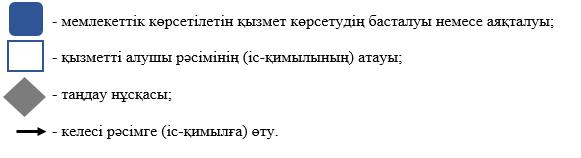 - мемлекеттік көрсетілетін қызмет көрсетудің басталуы немесе аяқталуы;
- қызметті алушы рәсімінің (іс-қимылының) атауы;
- таңдау нұсқасы;
- келесі рәсімге (іс-қимылға) өту.